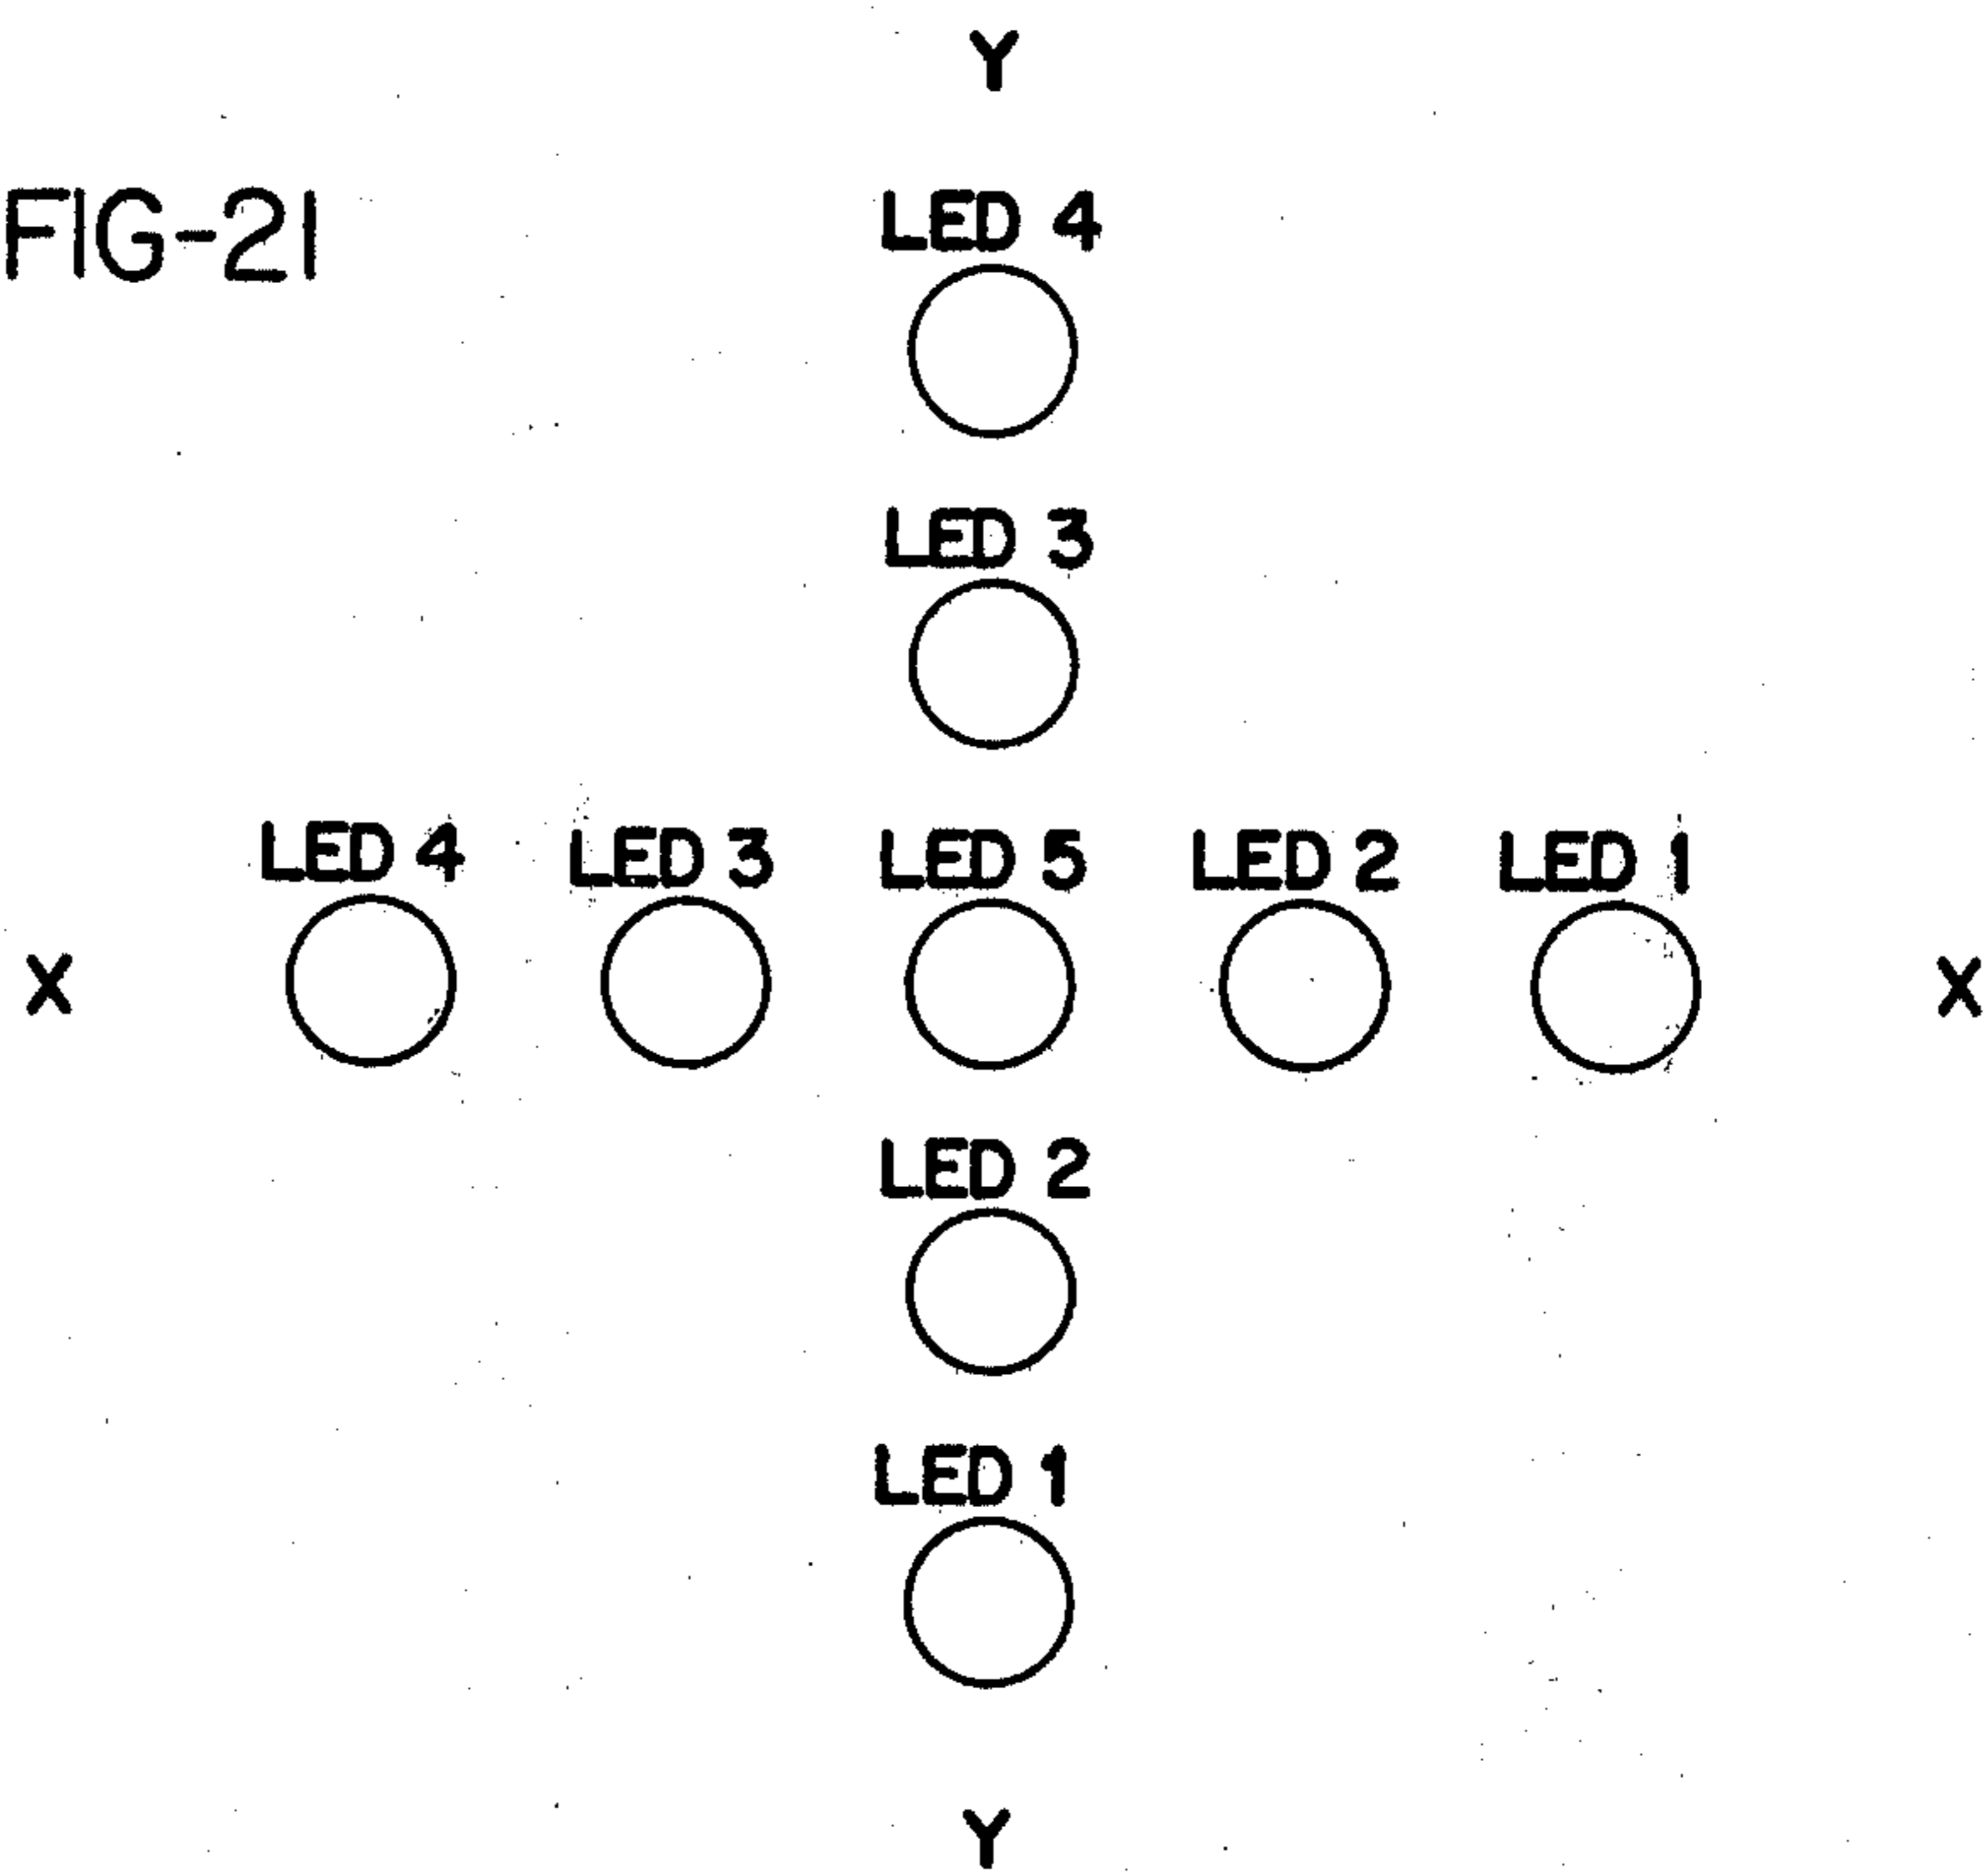 Y
FIG-21
LED 4
LED 3
LED 4 LED 3 LED 5 LED 2 LED 1
X X
LED 2
LED 1
Y